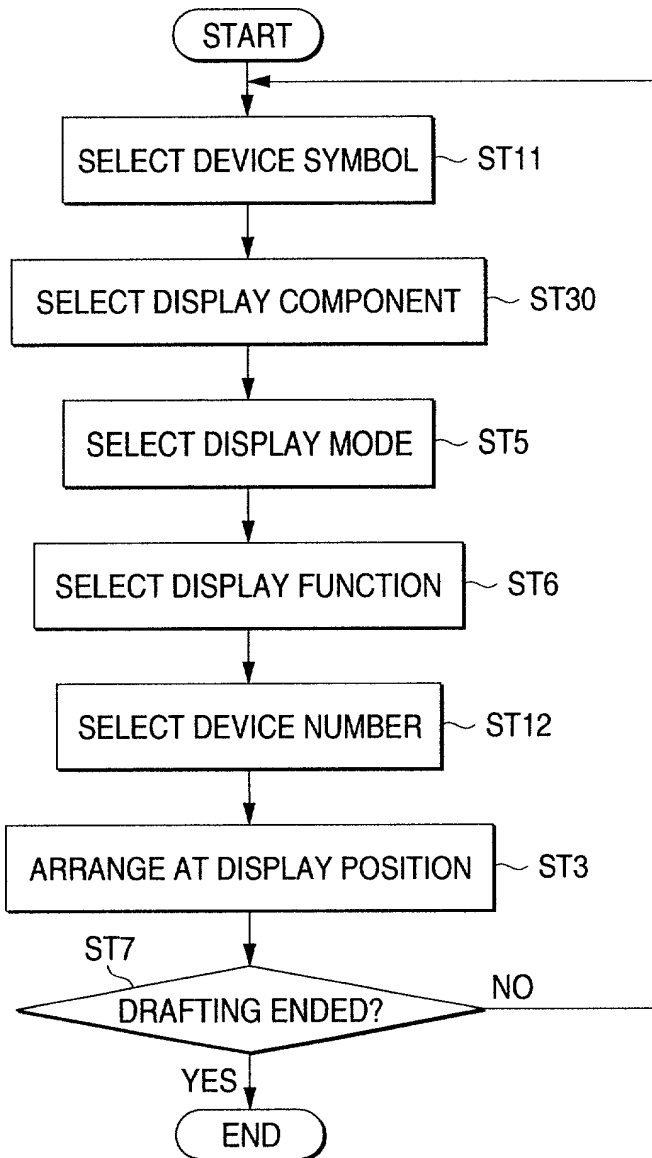 START
SELECT DEVICE SYMBOL ST11
SELECT DISPLAY COMPONENT ST30
SELECT DISPLAY MODE ST5
SELECT DISPLAY FUNCTION ST6
SELECT DEVICE NUMBER ST12
ARRANGE AT DISPLAY POSITION ST3
ST7
DRAFTING ENDED? NO
YES
END